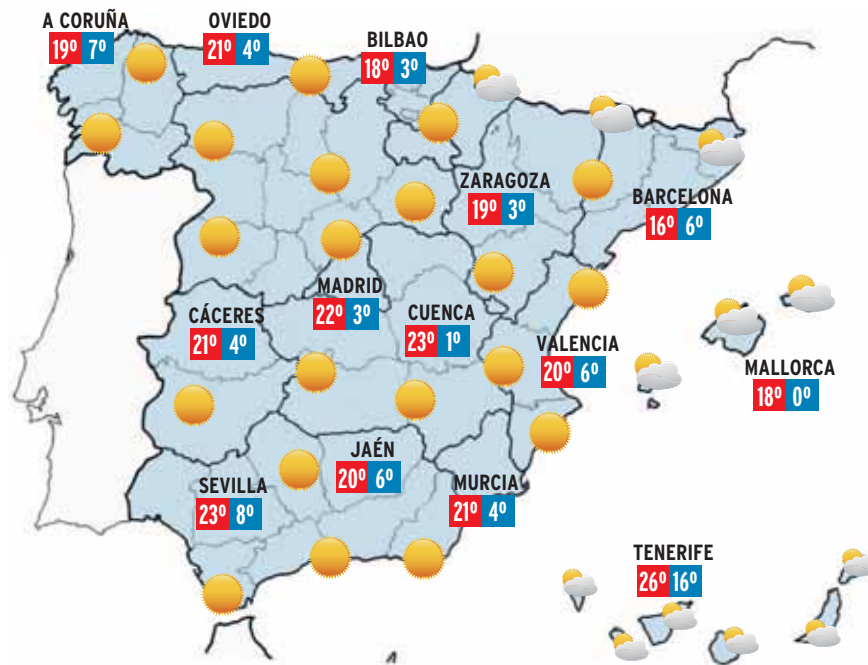 A CORUÑA
19º 7º
OVIEDO
21º 4º
BILBAO
18º 3º
ZARAGOZA
19º 3º
BARCELONA
16º 6º
MADRID
22º 3º
CÁCERES
21º 4º
CUENCA
23º 1º
VALENCIA
20º 6º
MALLORCA
18º 0º
JAÉN
20º 6º
SEVILLA
23º 8º
MURCIA
21º 4º
TENERIFE
26º 16º